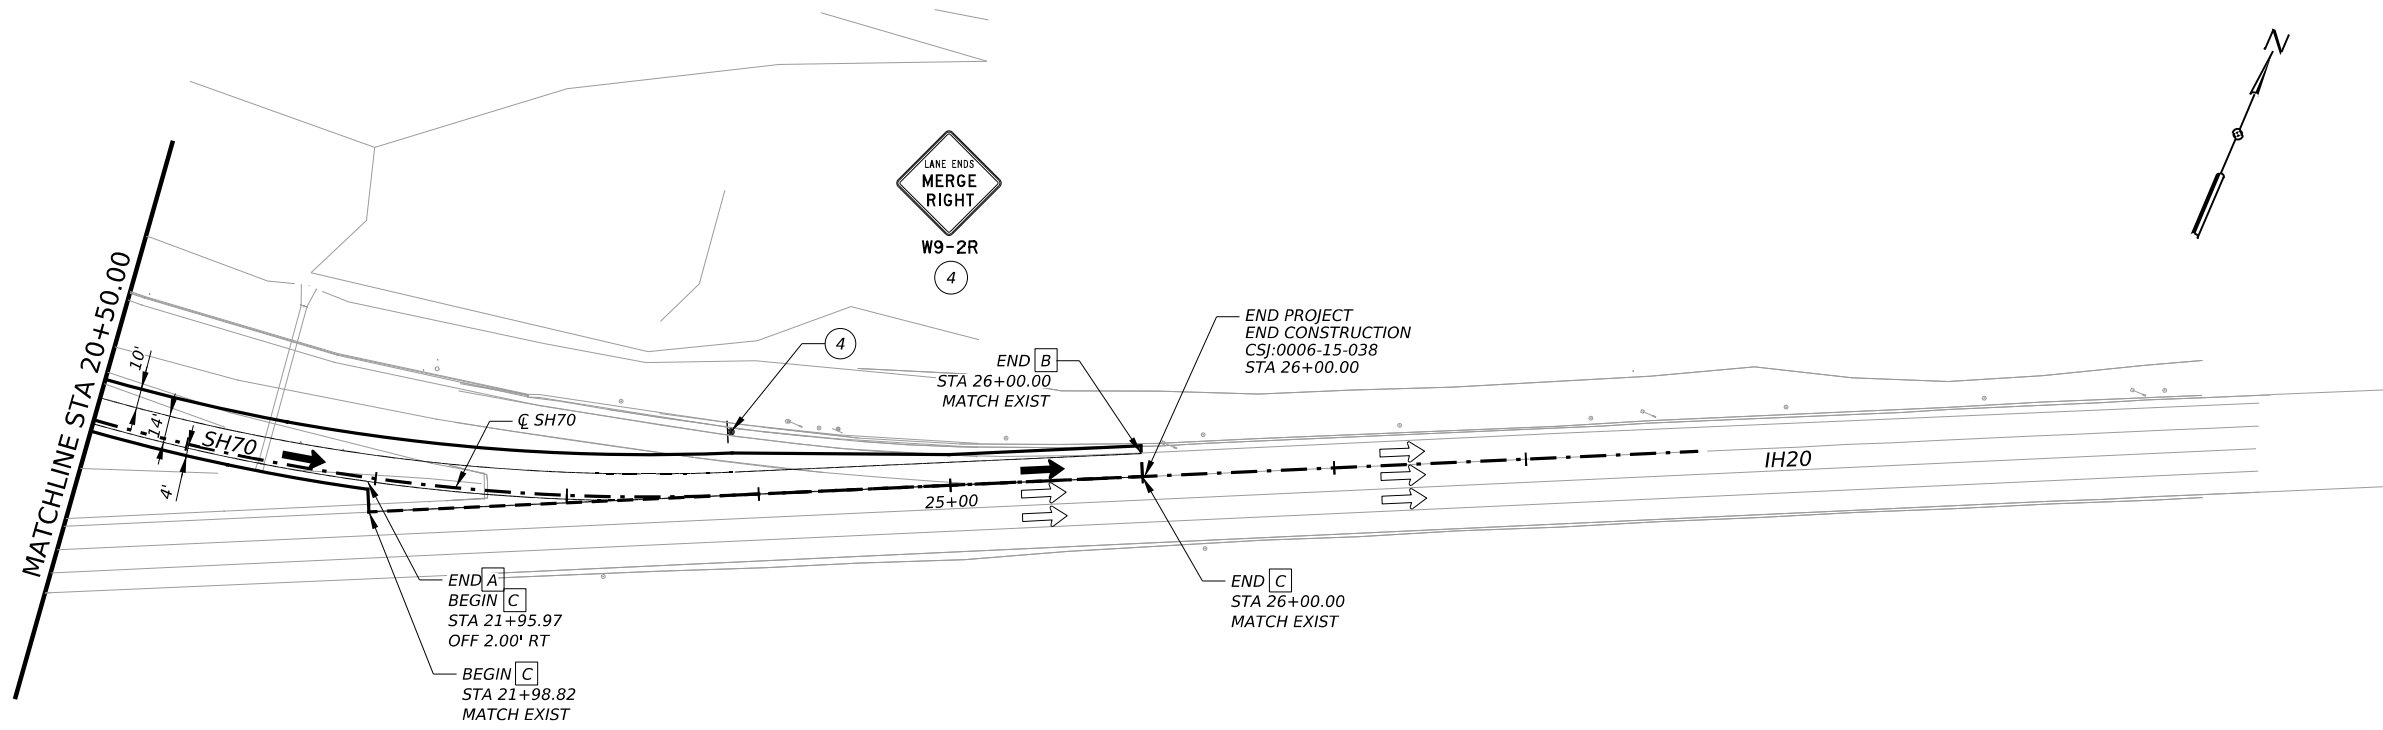 N
LANE ENDS
MERGE
RIGHT
W9-2R
4
MATCHLINE STA 20+50.00
10'
14'
4'
SH70
℄ SH70
4
END B
STA 26+00.00
MATCH EXIST
END PROJECT
END CONSTRUCTION
CSJ:0006-15-038
STA 26+00.00
25+00
IH20
END A
BEGIN C
STA 21+95.97
OFF 2.00' RT
BEGIN C
STA 21+98.82
MATCH EXIST
END C
STA 26+00.00
MATCH EXIST